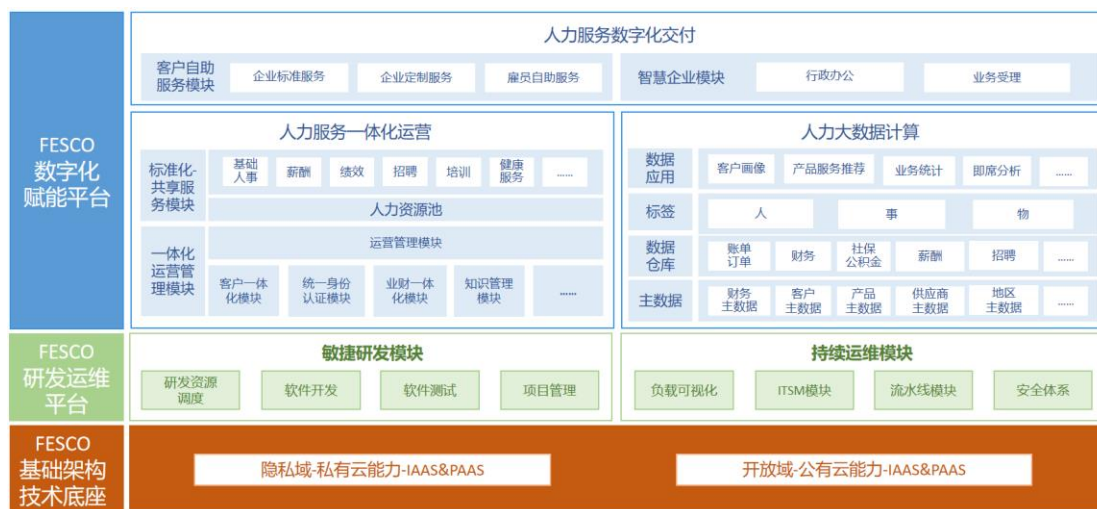 FESCO
数字化
赋能平台
人力服务数字化交付
客户自助
服务模块
企业标准服务
企业定制服务
雇员自助服务
智慧企业模块
行政办公
业务受理
人力服务一体化运营
标准化-
共享服
务模块
基础
人事
薪酬
绩效
招聘
培训
健康
服务
......
人力资源池
一体化
运营管
理模块
运营管理模块
客户一体
化模块
统一身份
认证模块
业财一体
化模块
知识管理
模块
......
人力大数据计算
数据
应用
客户画像
产品服务推荐
业务统计
即席分析
......
标签
人
事
物
数据
仓库
账单
订单
财务
社保
公积金
薪酬
招聘
......
主数据
财务
主数据
客户
主数据
产品
主数据
供应商
主数据
地区
主数据
......
FESCO
研发运维
平台
敏捷研发模块
研发资源
调度
软件开发
软件测试
项目管理
持续运维模块
负载可视化
ITSM模块
流水线模块
安全体系
FESCO
基础架构
技术底座
隐私域-私有云能力-IAAS&PAAS
开放域-公有云能力-IAAS&PAAS